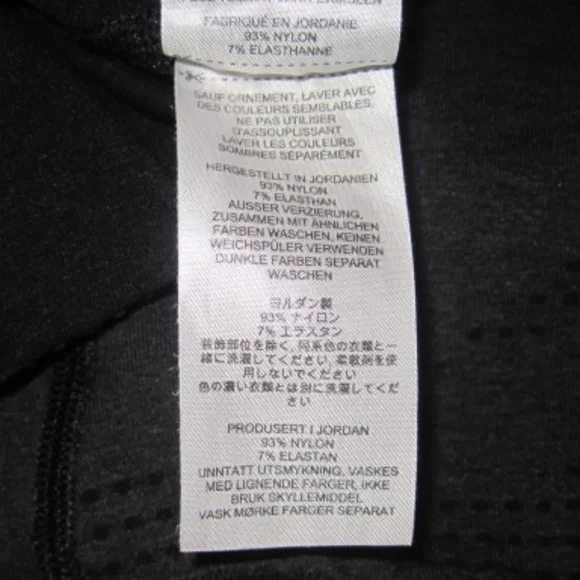 FABRIQUÉ EN JORDANIE
93% NYLON
7% ELASTHANNE
SAUF ORNEMENT, LAVER AVEC
DES COULEURS SEMBLABLES.
NE PAS UTILISER
D'ASSOUPLISSANT
LAVER LES COULEURS
SOMBRES SÉPARÉMENT
HERGESTELLT IN JORDANIEN
93% NYLON
7% ELASTHAN
AUSSER VERZIERUNG,
ZUSAMMEN MIT ÄHNLICHEN
FARBEN WASCHEN, KEINEN
WEICHSPÜLER VERWENDEN
DUNKLE FARBEN SEPARAT
WASCHEN
ヨルダン製
93% ナイロン
7% エラスタン
装飾部位を除く, 同系色の衣類と一
緒に洗濯してください. 柔軟剤を使
用しないでください
色の濃い衣類とは別に洗濯してくだ
さい
PRODUSERT I JORDAN
93% NYLON
7% ELASTAN
UNNTATT UTSMYKNING, VASKES
MED LIGNENDE FARGER, IKKE
BRUK SKYLLEMIDDEL
VASK MØRKE FARGER SEPARAT